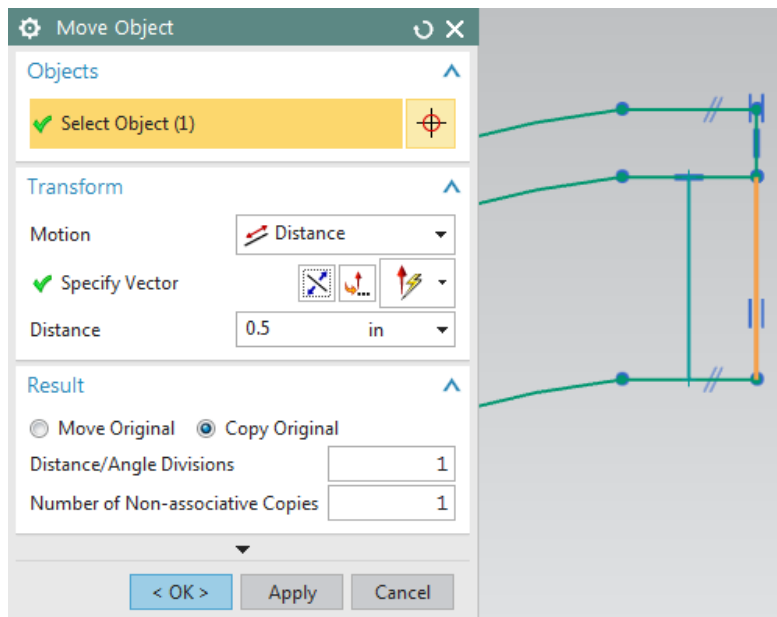 Move Object
Objects
Select Object (1)
Transform
Motion Distance
Specify Vector
Distance 0.5 in
Result
Move Original Copy Original
Distance/Angle Divisions 1
Number of Non-associative Copies 1
< OK > Apply Cancel